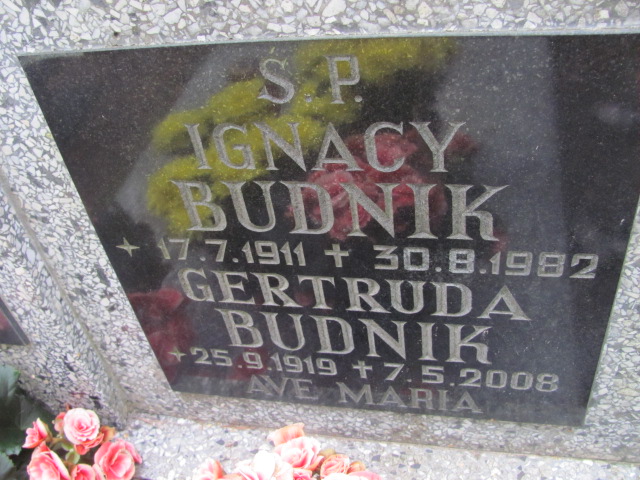 S.P.
IGNACY
BUDNIK
17.7.1911 + 30.8.1982
GERTRUDA
BUDNIK
25.9.1919 + 7.5.2008
AVE MARIA